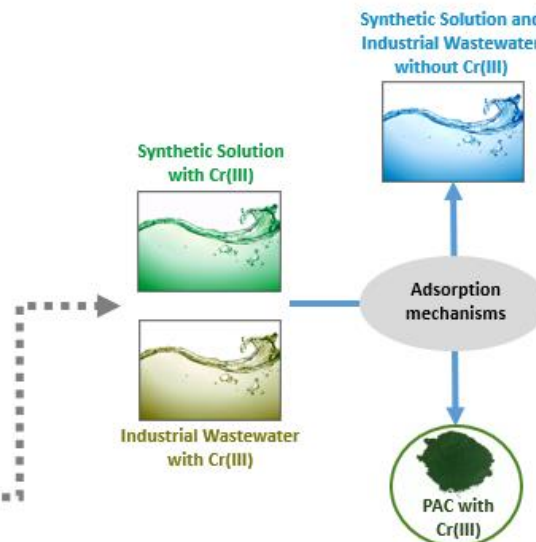 Synthetic Solution and
Industrial Wastewater
without Cr(III)
Synthetic Solution
with Cr(III)
Adsorption
mechanisms
Industrial Wastewater
with Cr(III)
PAC with
Cr(III)